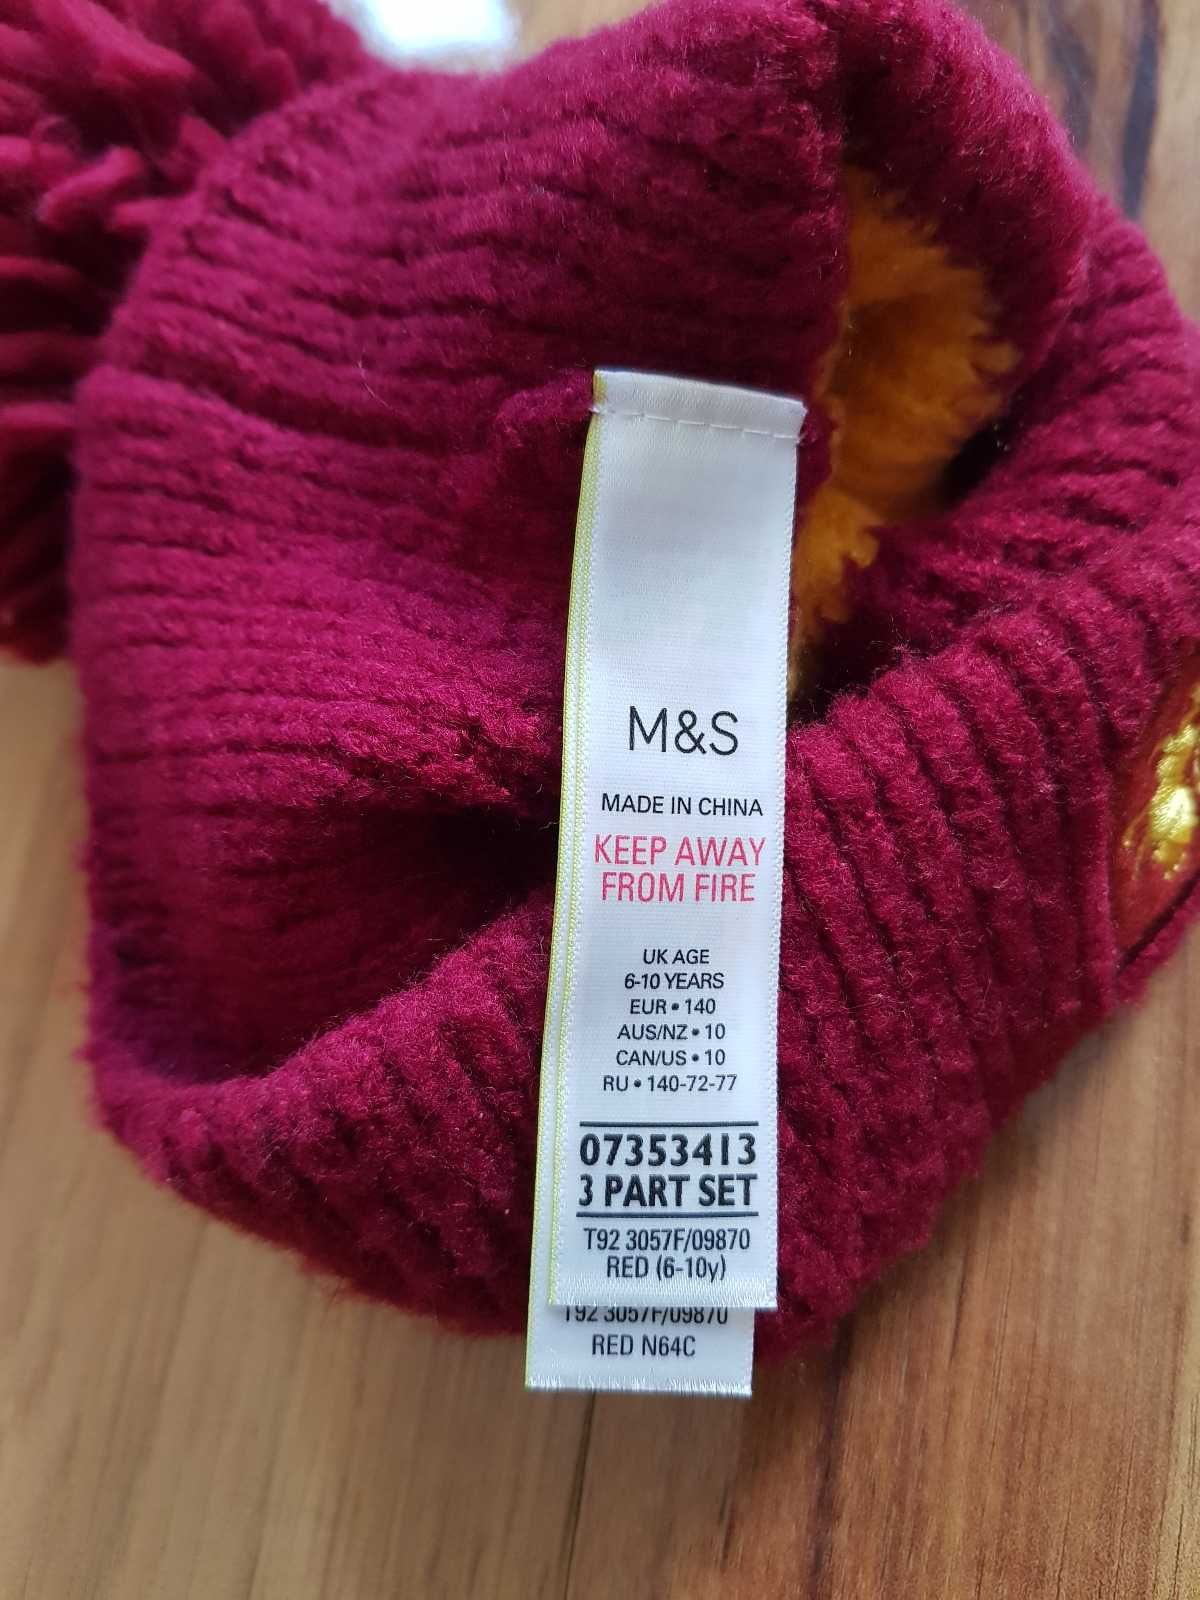 M&S
MADE IN CHINA
KEEP AWAY
FROM FIRE
UK AGE
6-10 YEARS
EUR • 140
AUS/NZ • 10
CAN/US • 10
RU • 140-72-77
07353413
3 PART SET
T92 3057F/09870
RED (6-10y)
T92 3057F/09870
RED N64C